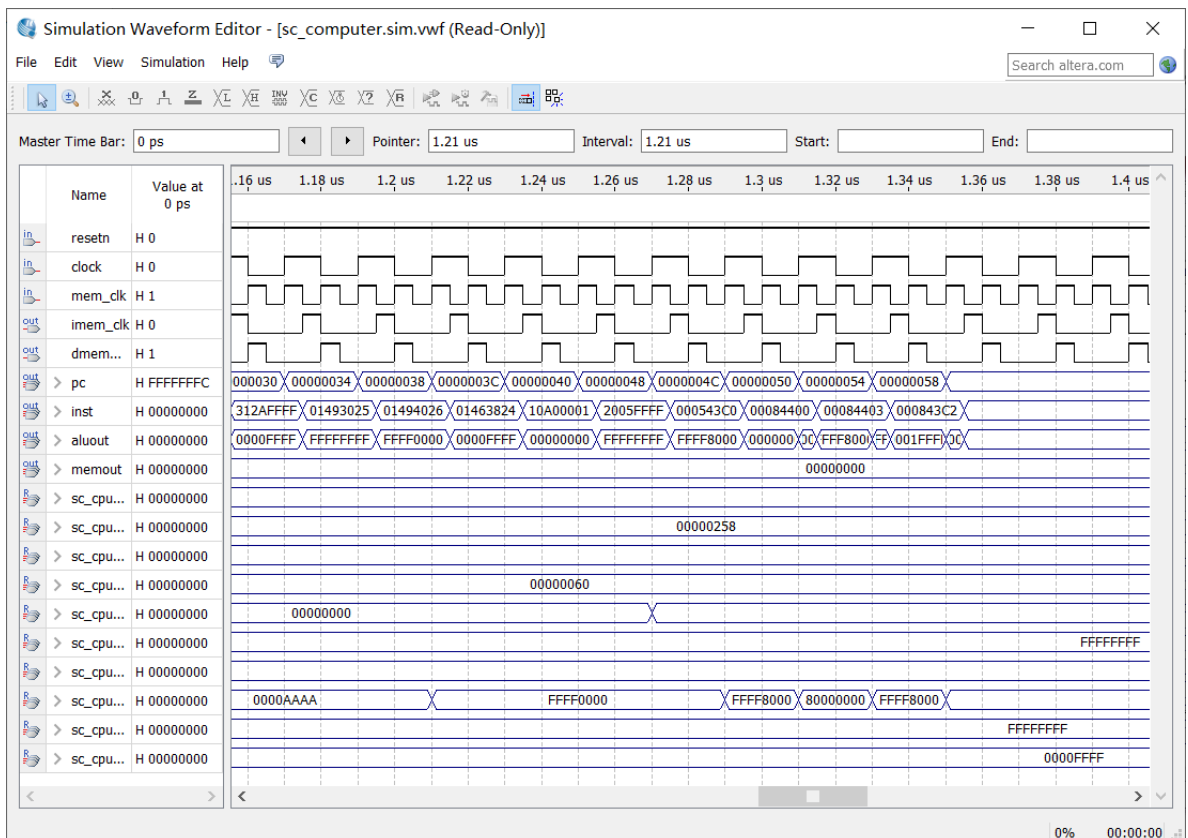 Simulation Waveform Editor - [sc_computer.sim.vwf (Read-Only)]
File Edit View Simulation Help
Search altera.com
Master Time Bar: 0 ps Pointer: 1.21 us Interval: 1.21 us Start: End:
Name Value at 0 ps .16 us 1.18 us 1.2 us 1.22 us 1.24 us 1.26 us 1.28 us 1.3 us 1.32 us 1.34 us 1.36 us 1.38 us 1.4 us
resetn H 0
clock H 0
mem_clk H 1
imem_clk H 0
dmem... H 1
pc H FFFFFFFC 000030 00000034 00000038 0000003C 00000040 00000048 0000004C 00000050 00000054 00000058
inst H 00000000 312AFFFF 01493025 01494026 01463824 10A00001 2005FFFF 000543C0 00084400 00084403 000843C2
aluout H 00000000 0000FFFF FFFFFFFF FFFF0000 0000FFFF 00000000 FFFFFFFF FFFF8000 000000 FFF800 FF 001FFF
memout H 00000000 00000000
sc_cpu... H 00000000
sc_cpu... H 00000000 00000258
sc_cpu... H 00000000
sc_cpu... H 00000000 00000060
sc_cpu... H 00000000 00000000
sc_cpu... H 00000000 FFFFFFFF
sc_cpu... H 00000000
sc_cpu... H 00000000 0000AAAA FFFF0000 FFFF8000 80000000 FFFF8000
sc_cpu... H 00000000 FFFFFFFF
sc_cpu... H 00000000 0000FFFF
0% 00:00:00